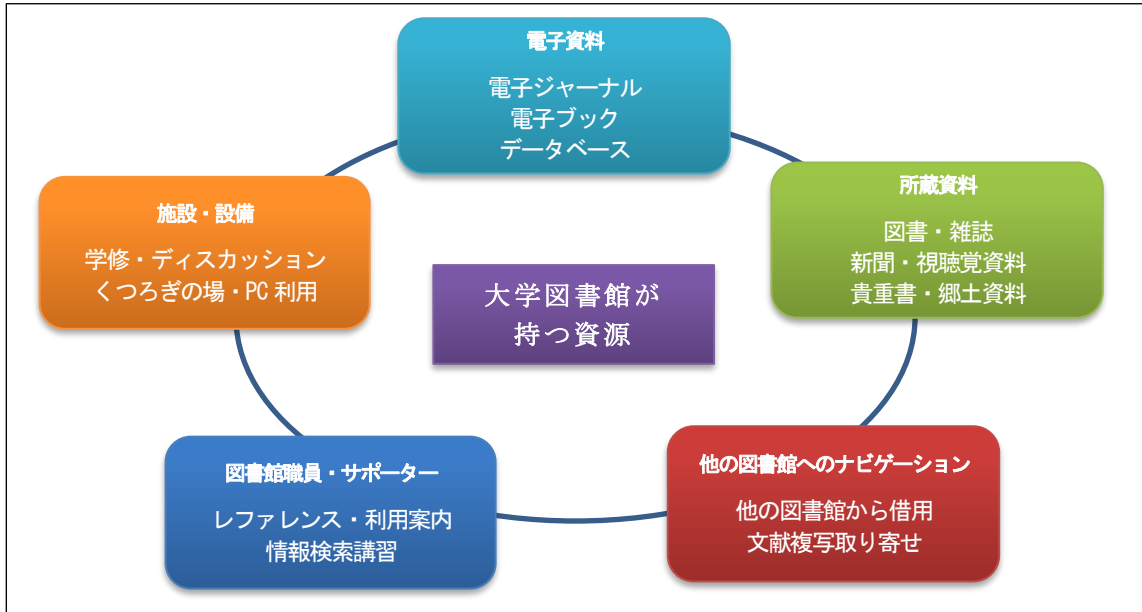 電子資料
電子ジャーナル
電子ブック
データベース
所蔵資料
図書・雑誌
新聞・視聴覚資料
貴重書・郷土資料
施設・設備
学修・ディスカッション
くつろぎの場・PC 利用
大学図書館が
持つ資源
図書館職員・サポーター
レファレンス・利用案内
情報検索講習
他の図書館へのナビゲーション
他の図書館から借用
文献複写取り寄せ